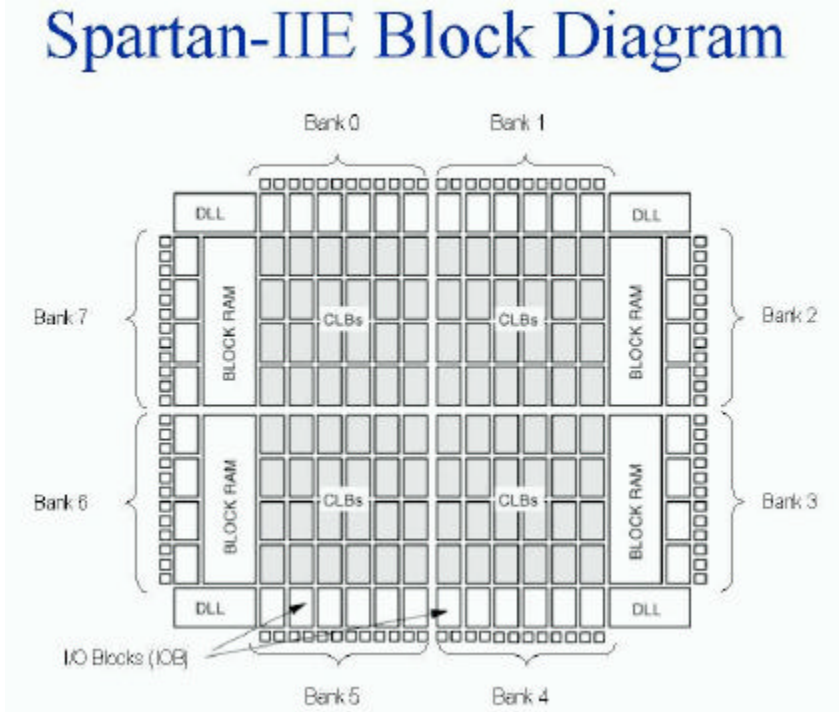 Spartan-IIE Block Diagram
Bank 0
Bank 1
DLL
DLL
Bank 7
BLOCK RAM
CLBs
CLBs
BLOCK RAM
Bank 2
Bank 6
BLOCK RAM
CLBs
CLBs
BLOCK RAM
Bank 3
DLL
DLL
I/O Blocks (IOB)
Bank 5
Bank 4